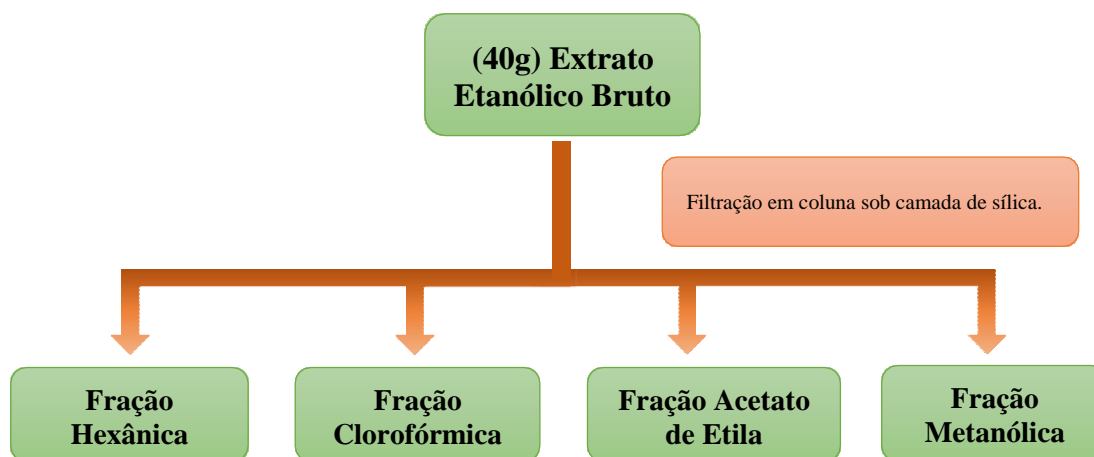 (40g) Extrato
Etanólico Bruto
Filtração em coluna sob camada de sílica.
Fração
Hexânica
Fração
Clorofórmica
Fração Acetato
de Etila
Fração
Metanólica